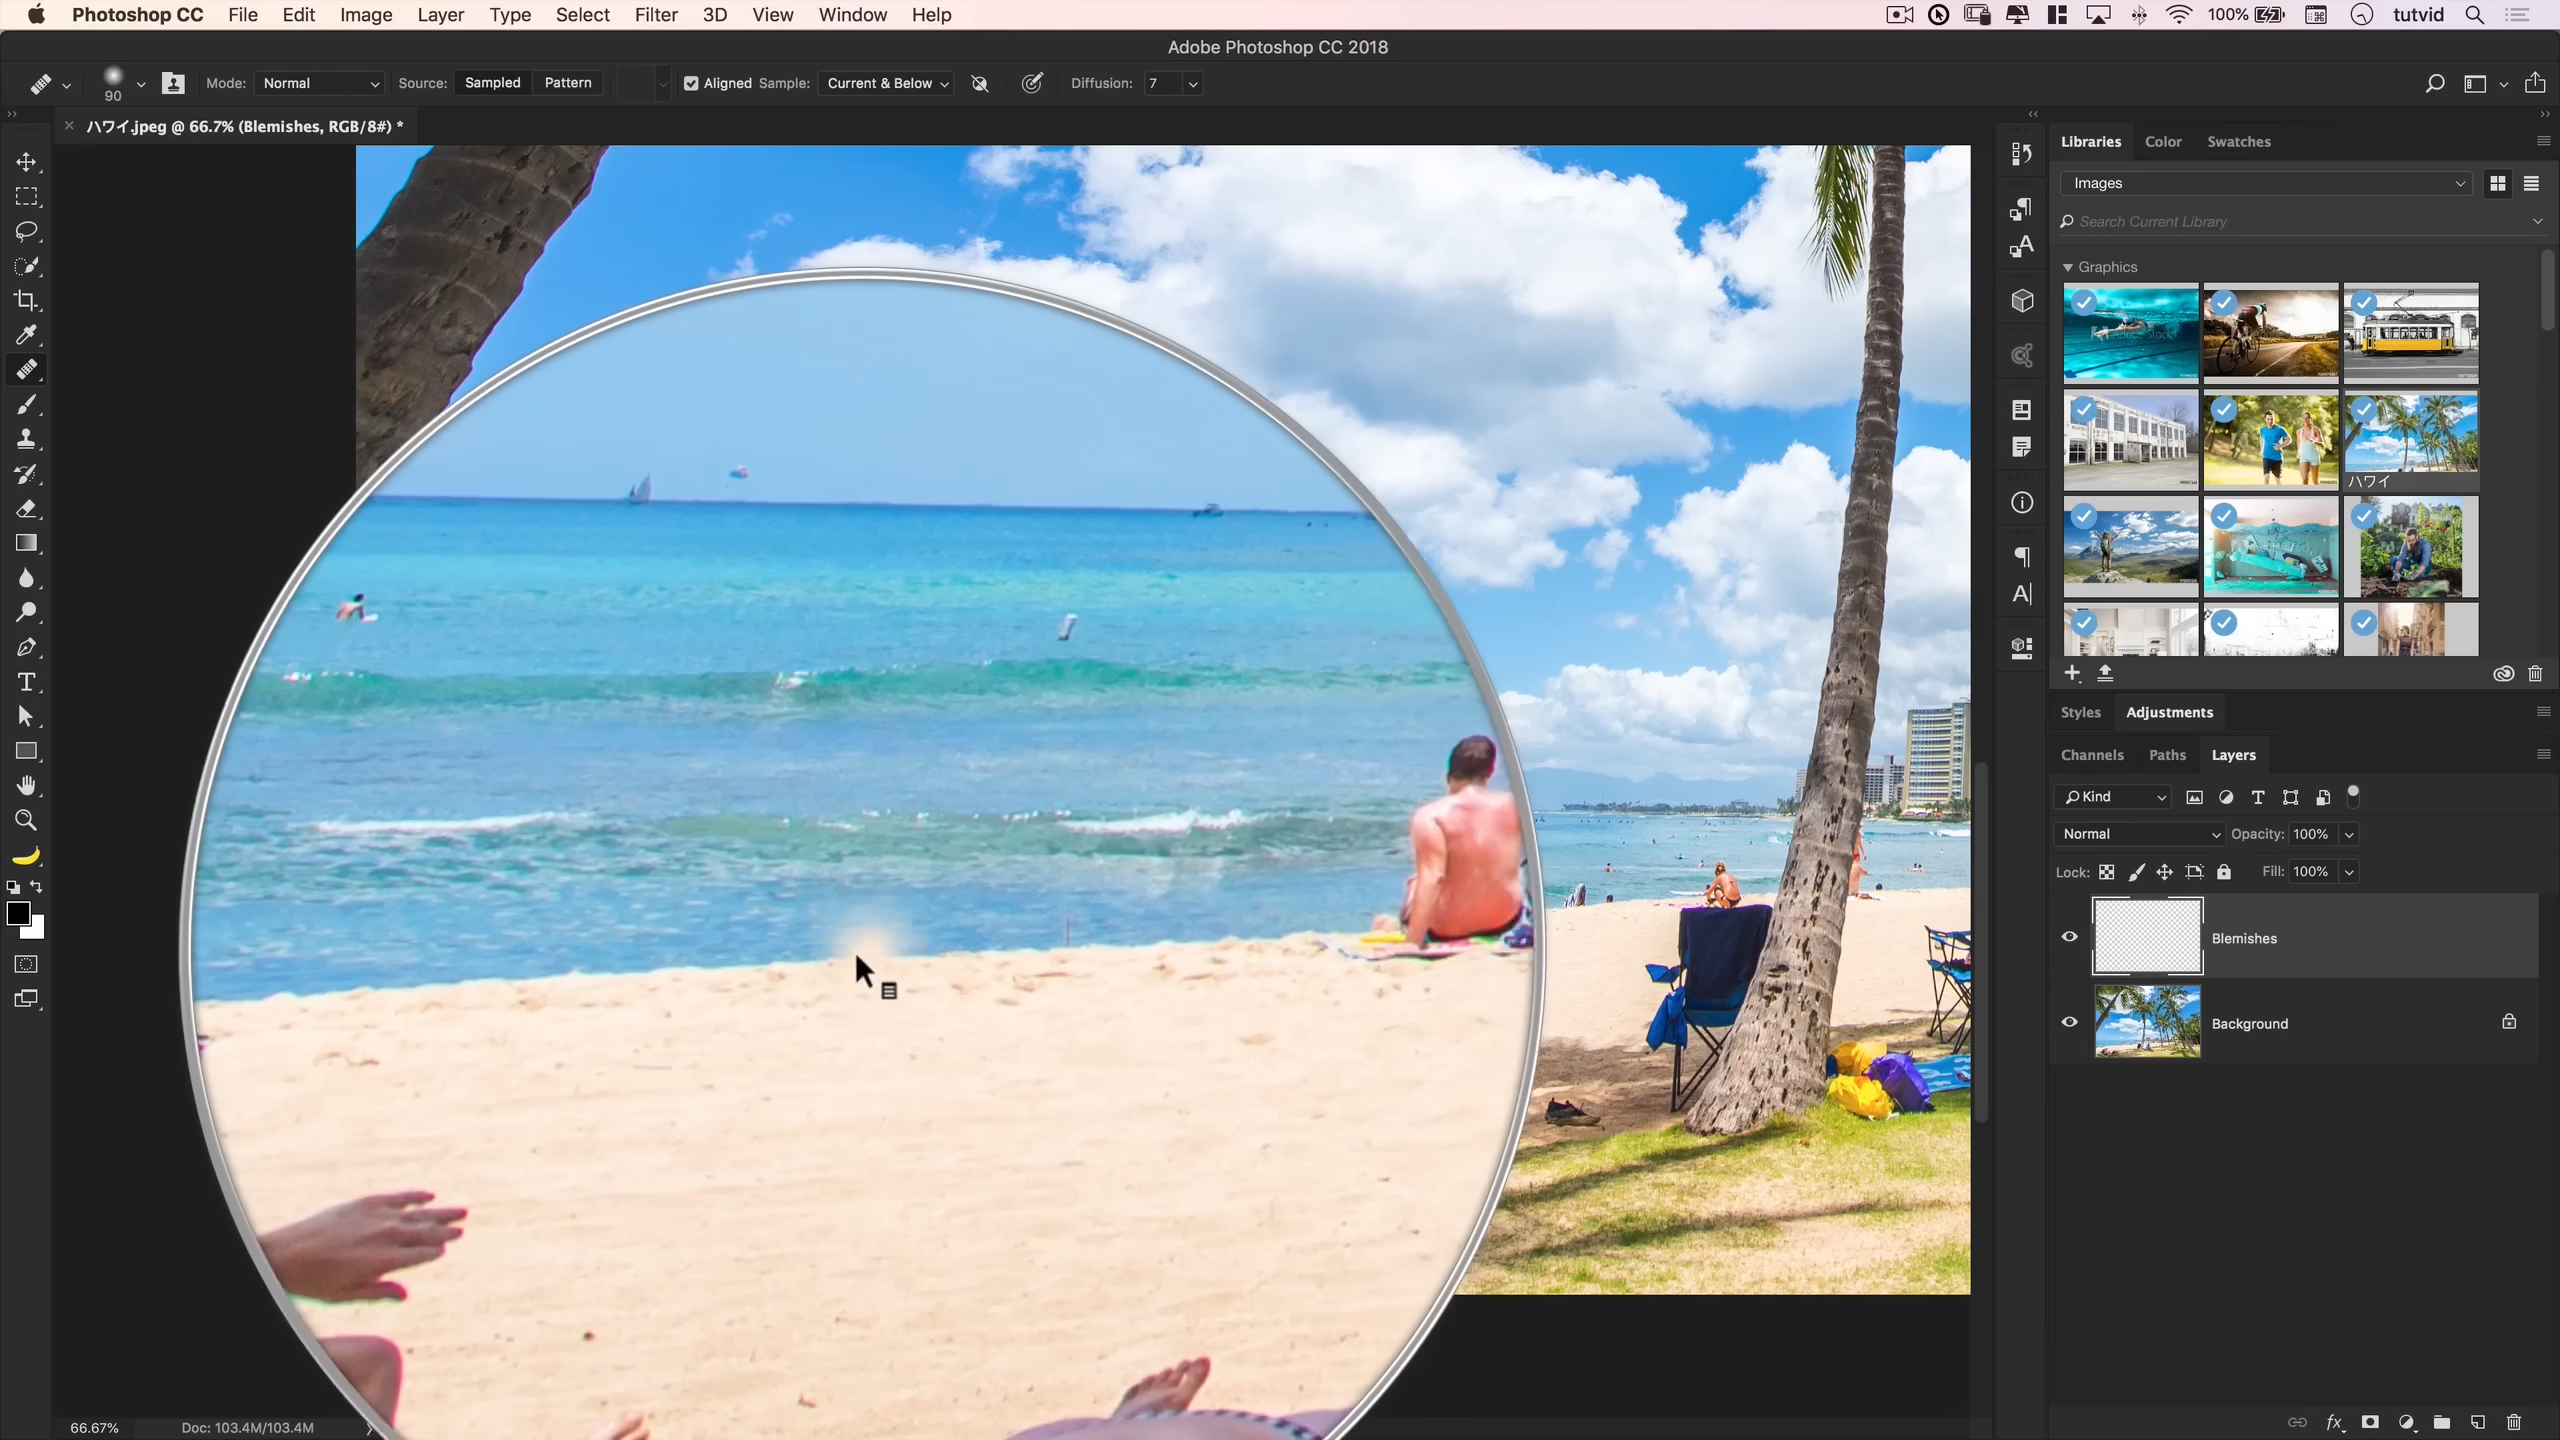 Photoshop CC File Edit Image Layer Type Select Filter 3D View Window Help 100% tutvid
Adobe Photoshop CC 2018
90 Mode: Normal Source: Sampled Pattern Aligned Sample: Current & Below Diffusion: 7
ハワイ.jpeg @ 66.7% (Blemishes, RGB/8#) *
Libraries Color Swatches
Images
Search Current Library
Graphics
ハワイ
Styles Adjustments
Channels Paths Layers
Kind
Normal Opacity: 100%
Lock: Fill: 100%
Blemishes
Background
66.67% Doc: 103.4M/103.4M